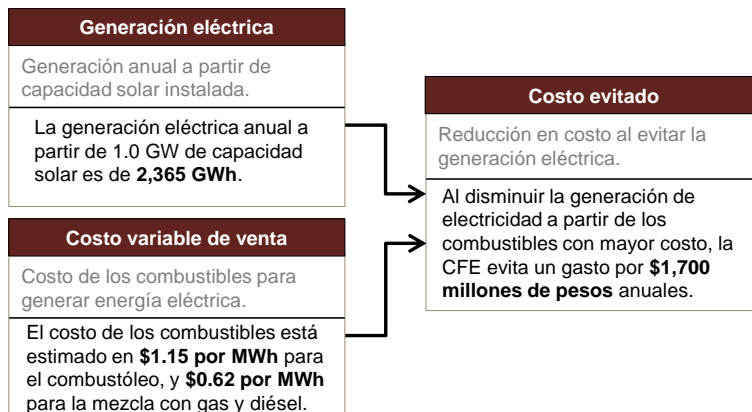 Generación eléctrica
Generación anual a partir de
capacidad solar instalada.
La generación eléctrica anual a
partir de 1.0 GW de capacidad
solar es de 2,365 GWh.
Costo variable de venta
Costo de los combustibles para
generar energía eléctrica.
El costo de los combustibles está
estimado en $1.15 por MWh para
el combustóleo, y $0.62 por MWh
para la mezcla con gas y diésel.
Costo evitado
Reducción en costo al evitar la
generación eléctrica.
Al disminuir la generación de
electricidad a partir de los
combustibles con mayor costo, la
CFE evita un gasto por $1,700
millones de pesos anuales.